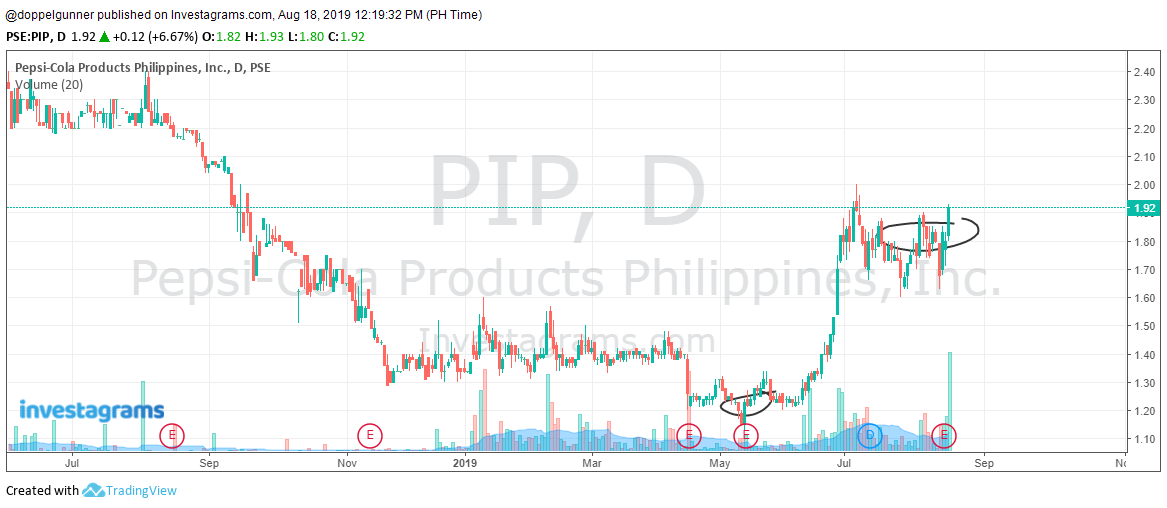 @doppelgunner published on Investagrams.com, Aug 18, 2019 12:19:32 PM (PH Time)
PSE:PIP, D 1.92 ▲ +0.12 (+6.67%) O:1.82 H:1.93 L:1.80 C:1.92
Pepsi-Cola Products Philippines, Inc., D, PSE
Volume (20)
PIP, D
Pepsi-Cola Products Philippines, Inc.
Investagrams.com
2.40
2.30
2.20
2.10
2.00
1.92
1.80
1.70
1.60
1.50
1.40
1.30
1.20
1.10
investagrams
E E E E D E
Jul Sep Nov 2019 Mar May Jul Sep
Created with TradingView